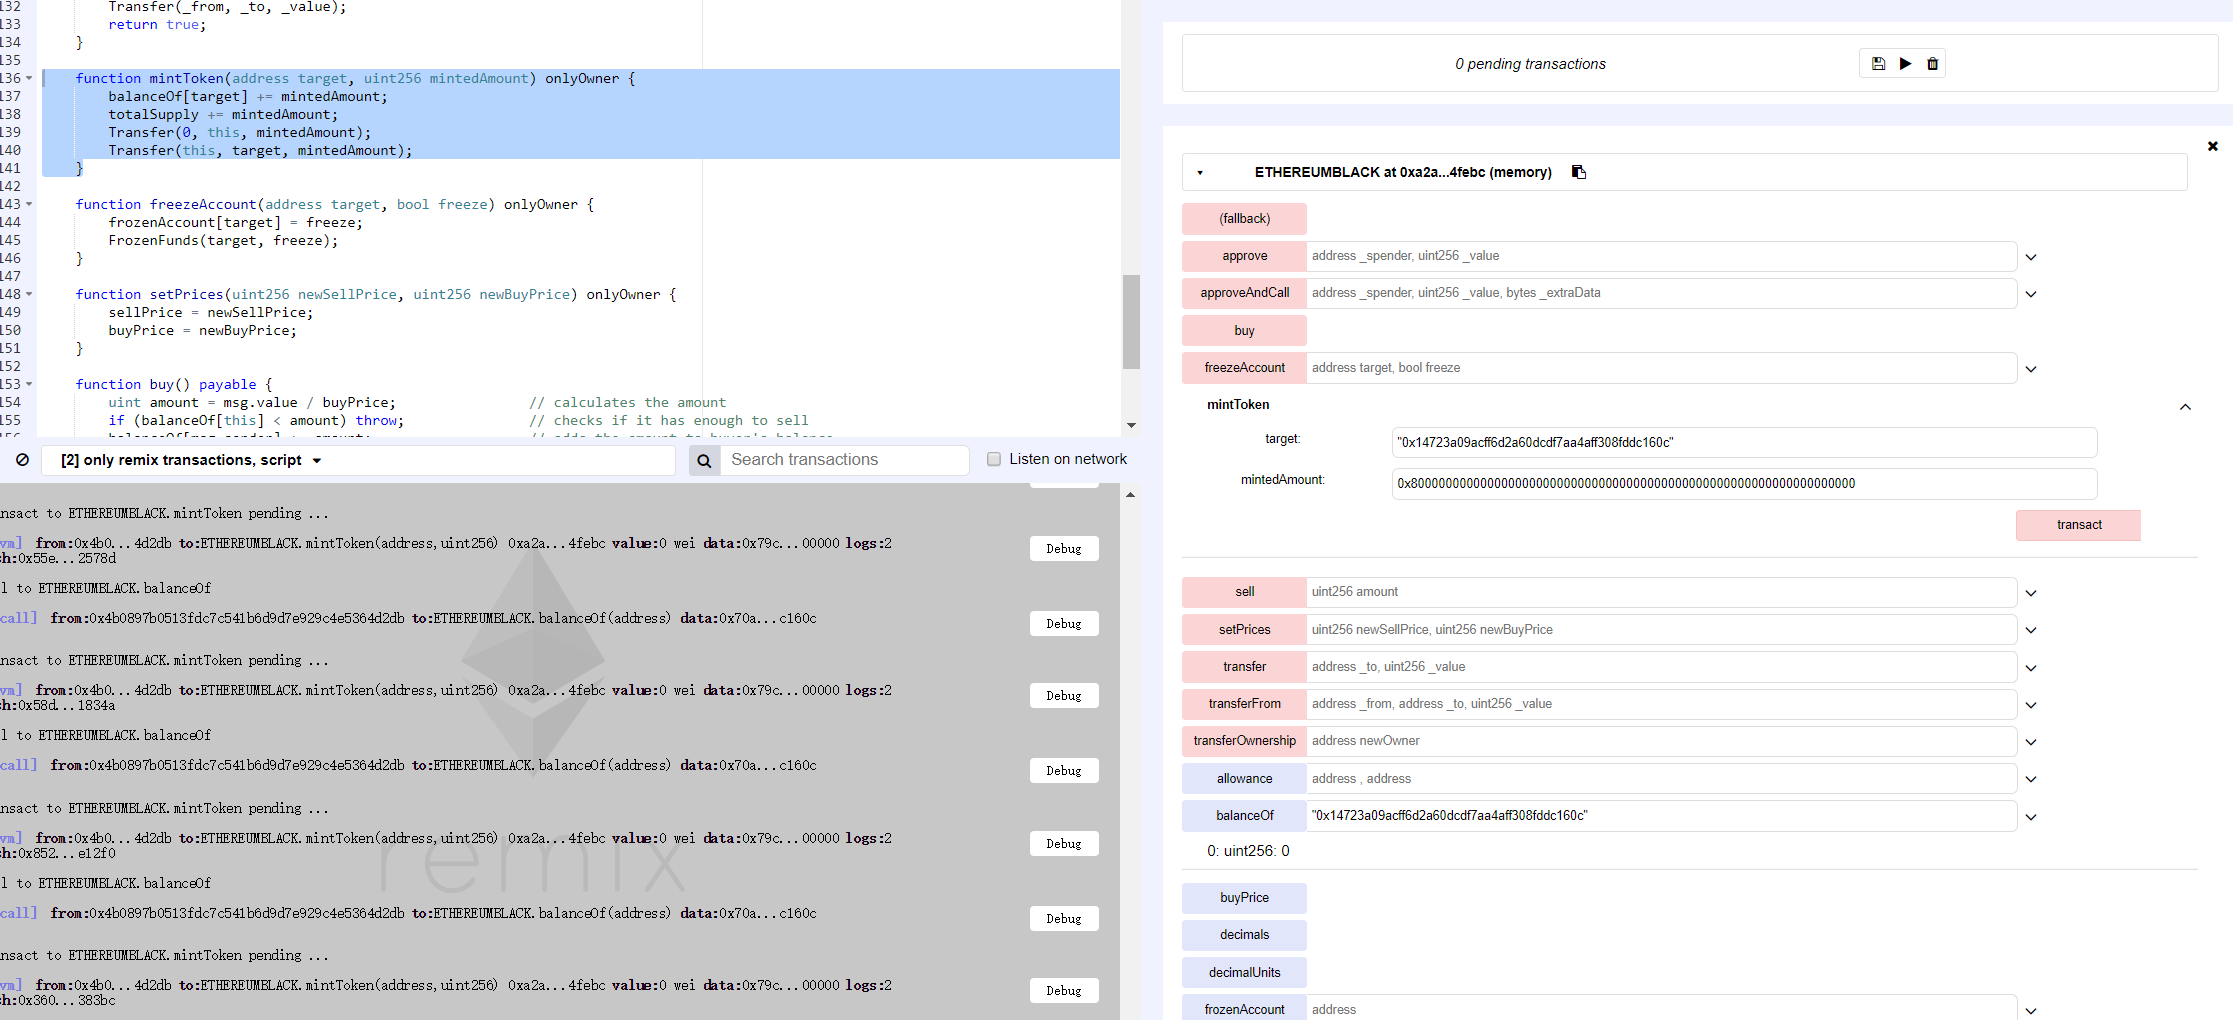 132 Transfer(_from, _to, _value);
133 return true;
134 }
135
136 function mintToken(address target, uint256 mintedAmount) onlyOwner {
137 balanceOf[target] += mintedAmount;
138 totalSupply += mintedAmount;
139 Transfer(0, this, mintedAmount);
140 Transfer(this, target, mintedAmount);
141 }
142
143 function freezeAccount(address target, bool freeze) onlyOwner {
144 frozenAccount[target] = freeze;
145 FrozenFunds(target, freeze);
146 }
147
148 function setPrices(uint256 newSellPrice, uint256 newBuyPrice) onlyOwner {
149 sellPrice = newSellPrice;
150 buyPrice = newBuyPrice;
151 }
152
153 function buy() payable {
154 uint amount = msg.value / buyPrice; // calculates the amount
155 if (balanceOf[this] < amount) throw; // checks if it has enough to sell
[2] only remix transactions, script
Search transactions
Listen on network
nsact to ETHEREUMBLACK.mintToken pending ...
vm] from:0x4b0...4d2db to:ETHEREUMBLACK.mintToken(address,uint256) 0xa2a...4febc value:0 wei data:0x79c...00000 logs:2
h:0x55e...2578d
Debug
l to ETHEREUMBLACK.balanceOf
call] from:0x4b0897b0513fdc7c541b6d9d7e929c4e5364d2db to:ETHEREUMBLACK.balanceOf(address) data:0x70a...c160c
Debug
nsact to ETHEREUMBLACK.mintToken pending ...
vm] from:0x4b0...4d2db to:ETHEREUMBLACK.mintToken(address,uint256) 0xa2a...4febc value:0 wei data:0x79c...00000 logs:2
h:0x58d...1834a
Debug
l to ETHEREUMBLACK.balanceOf
call] from:0x4b0897b0513fdc7c541b6d9d7e929c4e5364d2db to:ETHEREUMBLACK.balanceOf(address) data:0x70a...c160c
Debug
nsact to ETHEREUMBLACK.mintToken pending ...
vm] from:0x4b0...4d2db to:ETHEREUMBLACK.mintToken(address,uint256) 0xa2a...4febc value:0 wei data:0x79c...00000 logs:2
h:0x852...e12f0
Debug
remix
l to ETHEREUMBLACK.balanceOf
call] from:0x4b0897b0513fdc7c541b6d9d7e929c4e5364d2db to:ETHEREUMBLACK.balanceOf(address) data:0x70a...c160c
Debug
nsact to ETHEREUMBLACK.mintToken pending ...
vm] from:0x4b0...4d2db to:ETHEREUMBLACK.mintToken(address,uint256) 0xa2a...4febc value:0 wei data:0x79c...00000 logs:2
h:0x360...383bc
Debug
0 pending transactions
ETHEREUMBLACK at 0xa2a...4febc (memory)
(fallback)
approve address _spender, uint256 _value
approveAndCall address _spender, uint256 _value, bytes _extraData
buy
freezeAccount address target, bool freeze
mintToken
target: "0x14723a09acff6d2a60dcdf7aa4aff308fddc160c"
mintedAmount: 0x8000000000000000000000000000000000000000000000000000000000000000
transact
sell uint256 amount
setPrices uint256 newSellPrice, uint256 newBuyPrice
transfer address _to, uint256 _value
transferFrom address _from, address _to, uint256 _value
transferOwnership address newOwner
allowance address , address
balanceOf "0x14723a09acff6d2a60dcdf7aa4aff308fddc160c"
0: uint256: 0
buyPrice
decimals
decimalUnits
frozenAccount address